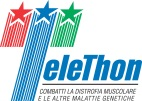 TeleThon
COMBATTI LA DISTROFIA MUSCOLARE
E LE ALTRE MALATTIE GENETICHE